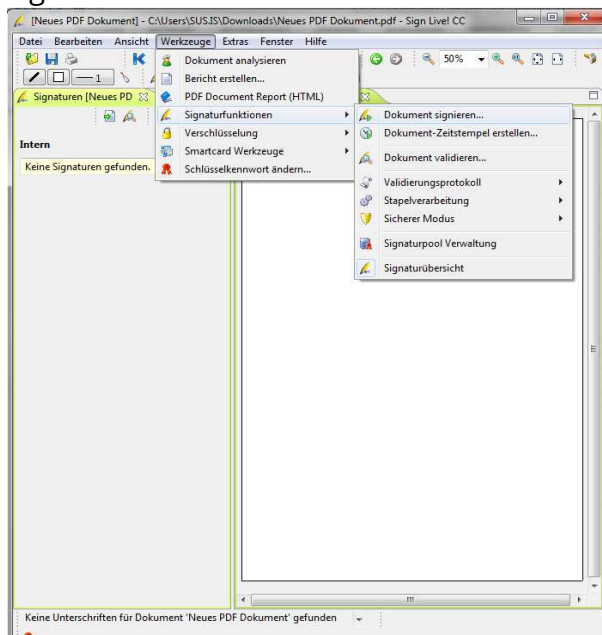 [Neues PDF Dokument] - C:\Users\SUS.IS\Downloads\Neues PDF Dokument.pdf - Sign Live! CC
Datei Bearbeiten Ansicht Werkzeuge Extras Fenster Hilfe
50%
1
Signaturen [Neues PD
Intern
Keine Signaturen gefunden.
Dokument analysieren
Bericht erstellen...
PDF Document Report (HTML)
Signaturfunktionen
Verschlüsselung
Smartcard Werkzeuge
Schlüsselkennwort ändern...
Dokument signieren...
Dokument-Zeitstempel erstellen...
Dokument validieren...
Validierungsprotokoll
Stapelverarbeitung
Sicherer Modus
Signaturpool Verwaltung
Signaturübersicht
Keine Unterschriften für Dokument 'Neues PDF Dokument' gefunden